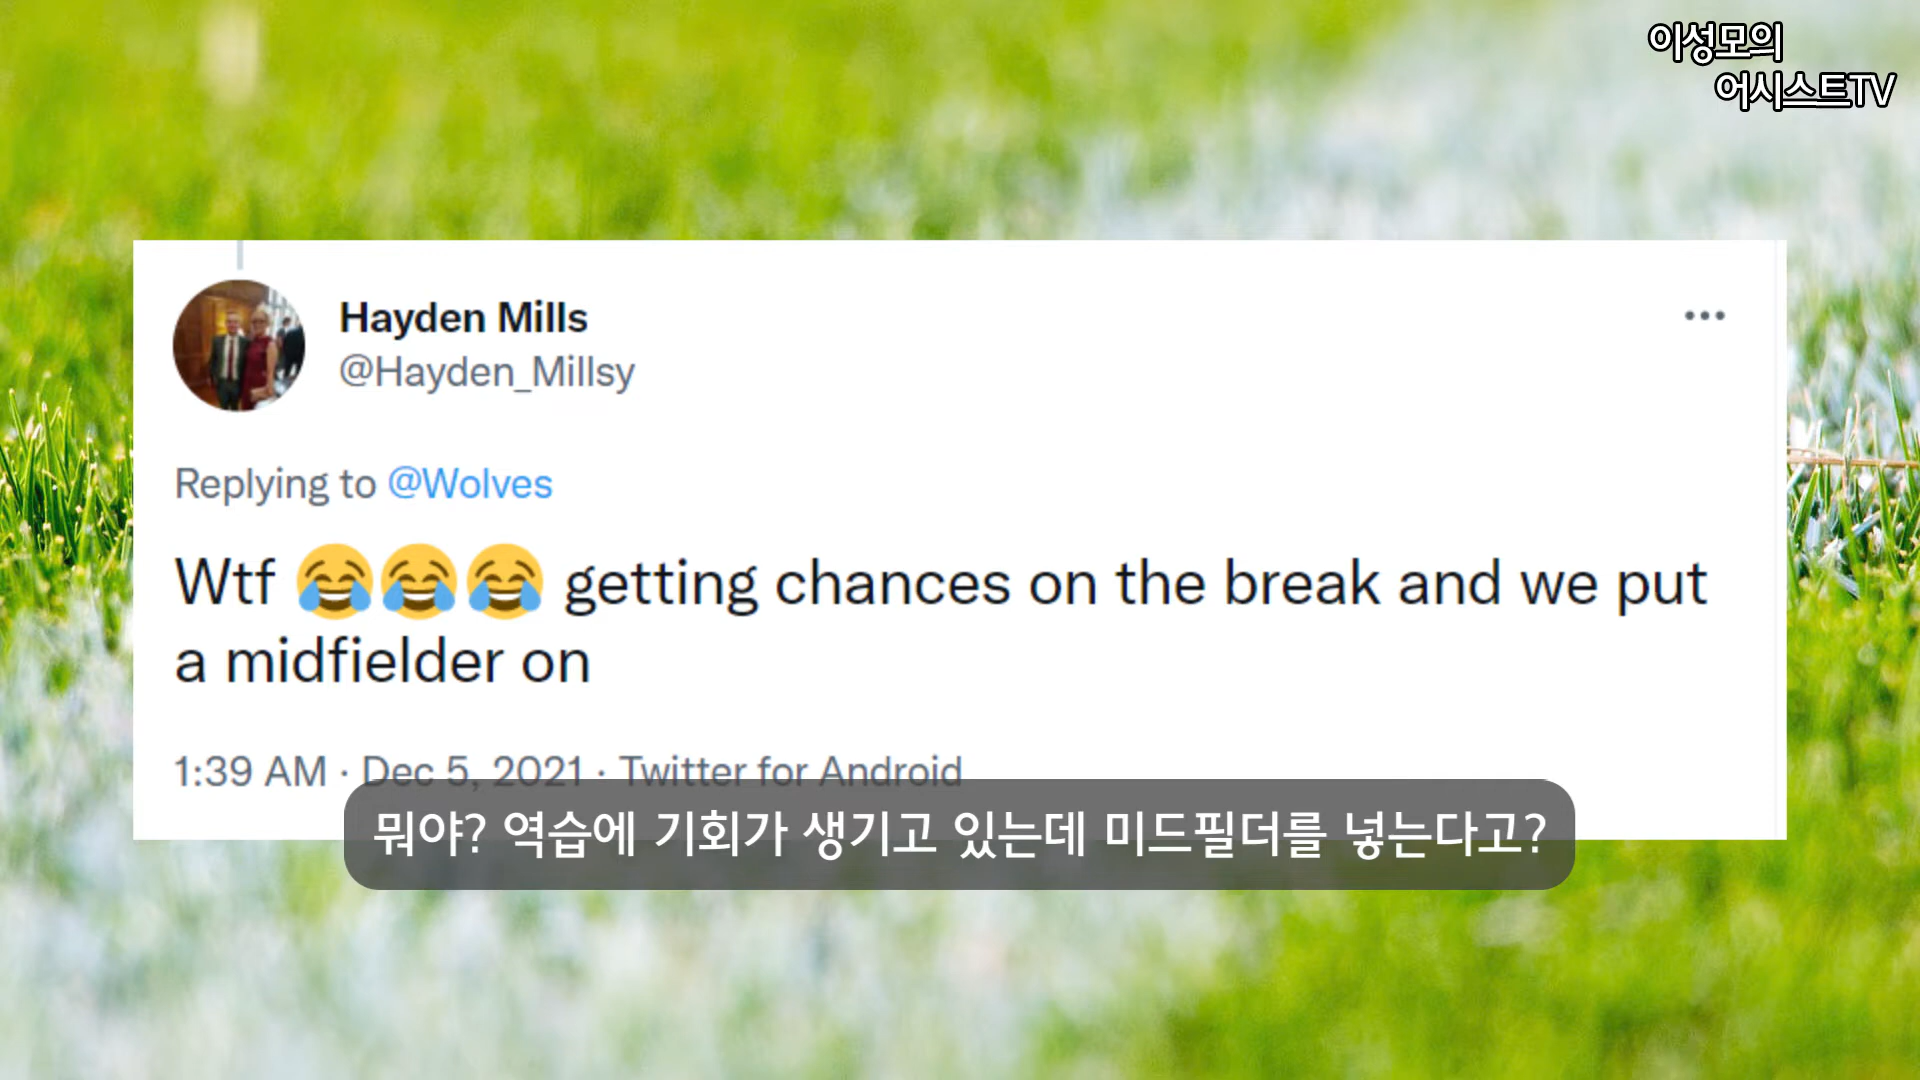 이성모의
어시스트TV
Hayden Mills
@Hayden_Millsy
Replying to @Wolves
Wtf 😂😂😂 getting chances on the break and we put
a midfielder on
1:39 AM · Dec 5, 2021 · Twitter for Android
뭐야? 역습에 기회가 생기고 있는데 미드필더를 넣는다고?